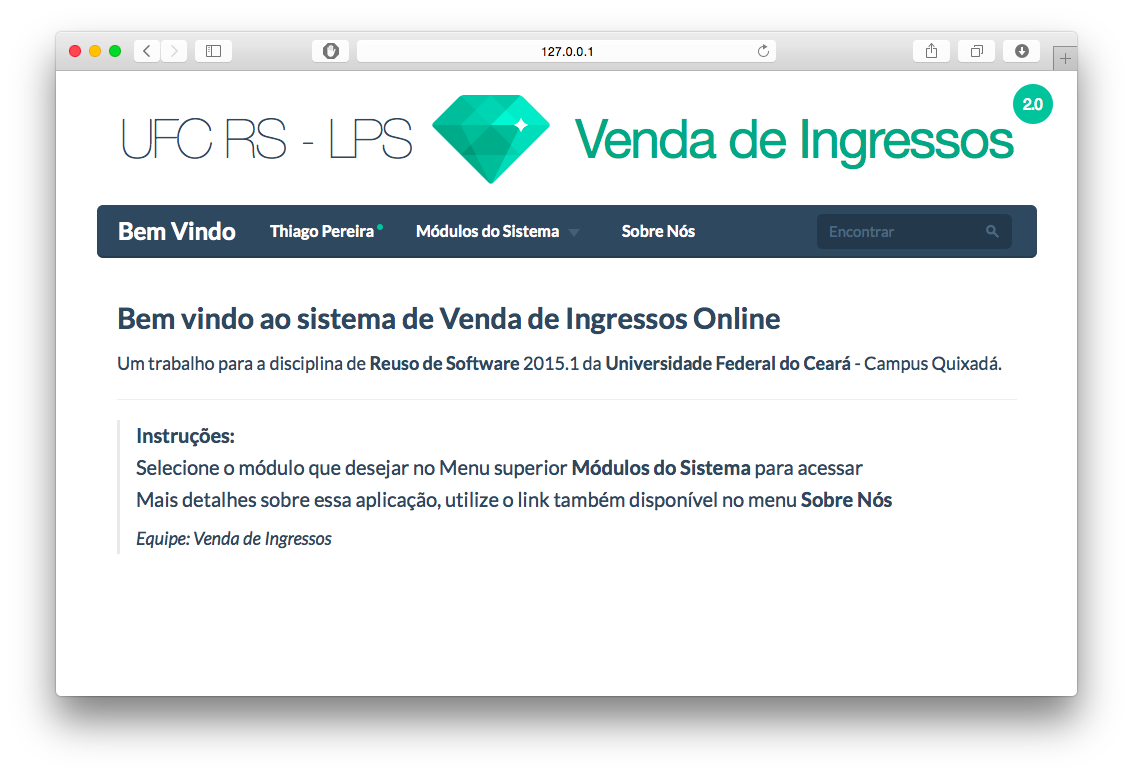 127.0.0.1
UFC RS - LPS
Venda de Ingressos
2.0
Bem Vindo Thiago Pereira Módulos do Sistema Sobre Nós Encontrar
Bem vindo ao sistema de Venda de Ingressos Online
Um trabalho para a disciplina de Reuso de Software 2015.1 da Universidade Federal do Ceará - Campus Quixadá.
Instruções:
Selecione o módulo que desejar no Menu superior Módulos do Sistema para acessar
Mais detalhes sobre essa aplicação, utilize o link também disponível no menu Sobre Nós
Equipe: Venda de Ingressos